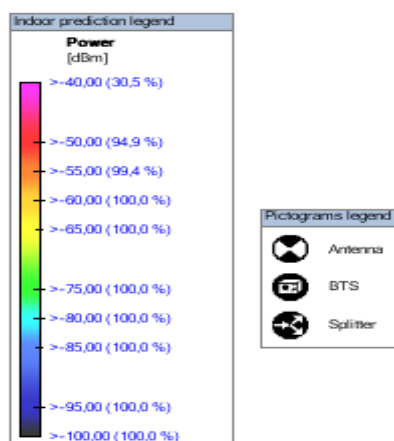 Indoor prediction legend
Power
[dBm]
>-40,00 (30,5 %)
>-50,00 (94,9 %)
>-55,00 (99,4 %)
>-60,00 (100,0 %)
>-65,00 (100,0 %)
>-75,00 (100,0 %)
>-80,00 (100,0 %)
>-85,00 (100,0 %)
>-95,00 (100,0 %)
>-100,00 (100,0 %)
Pictograms legend
Antenna
BTS
Splitter